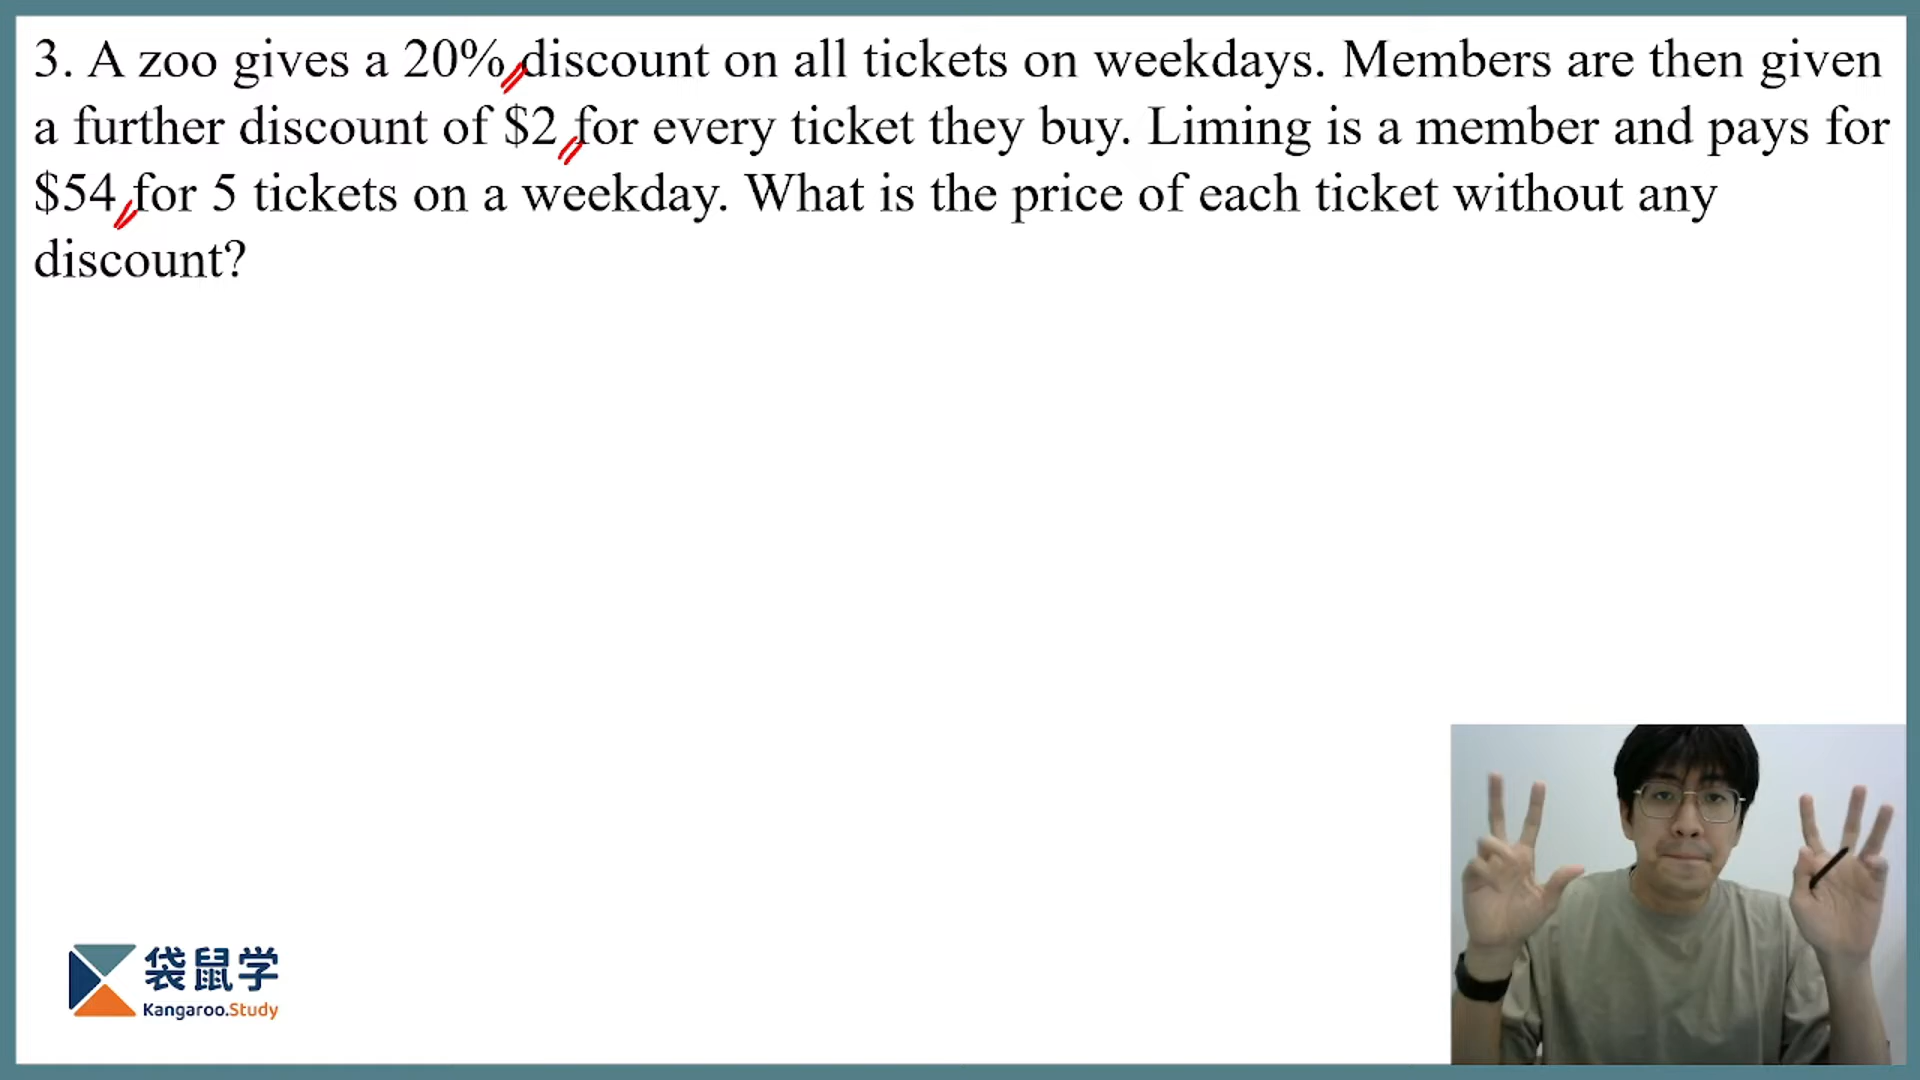 3. A zoo gives a 20% discount on all tickets on weekdays. Members are then given
a further discount of $2 for every ticket they buy. Liming is a member and pays for
$54 for 5 tickets on a weekday. What is the price of each ticket without any
discount?
袋鼠学
Kangaroo.Study